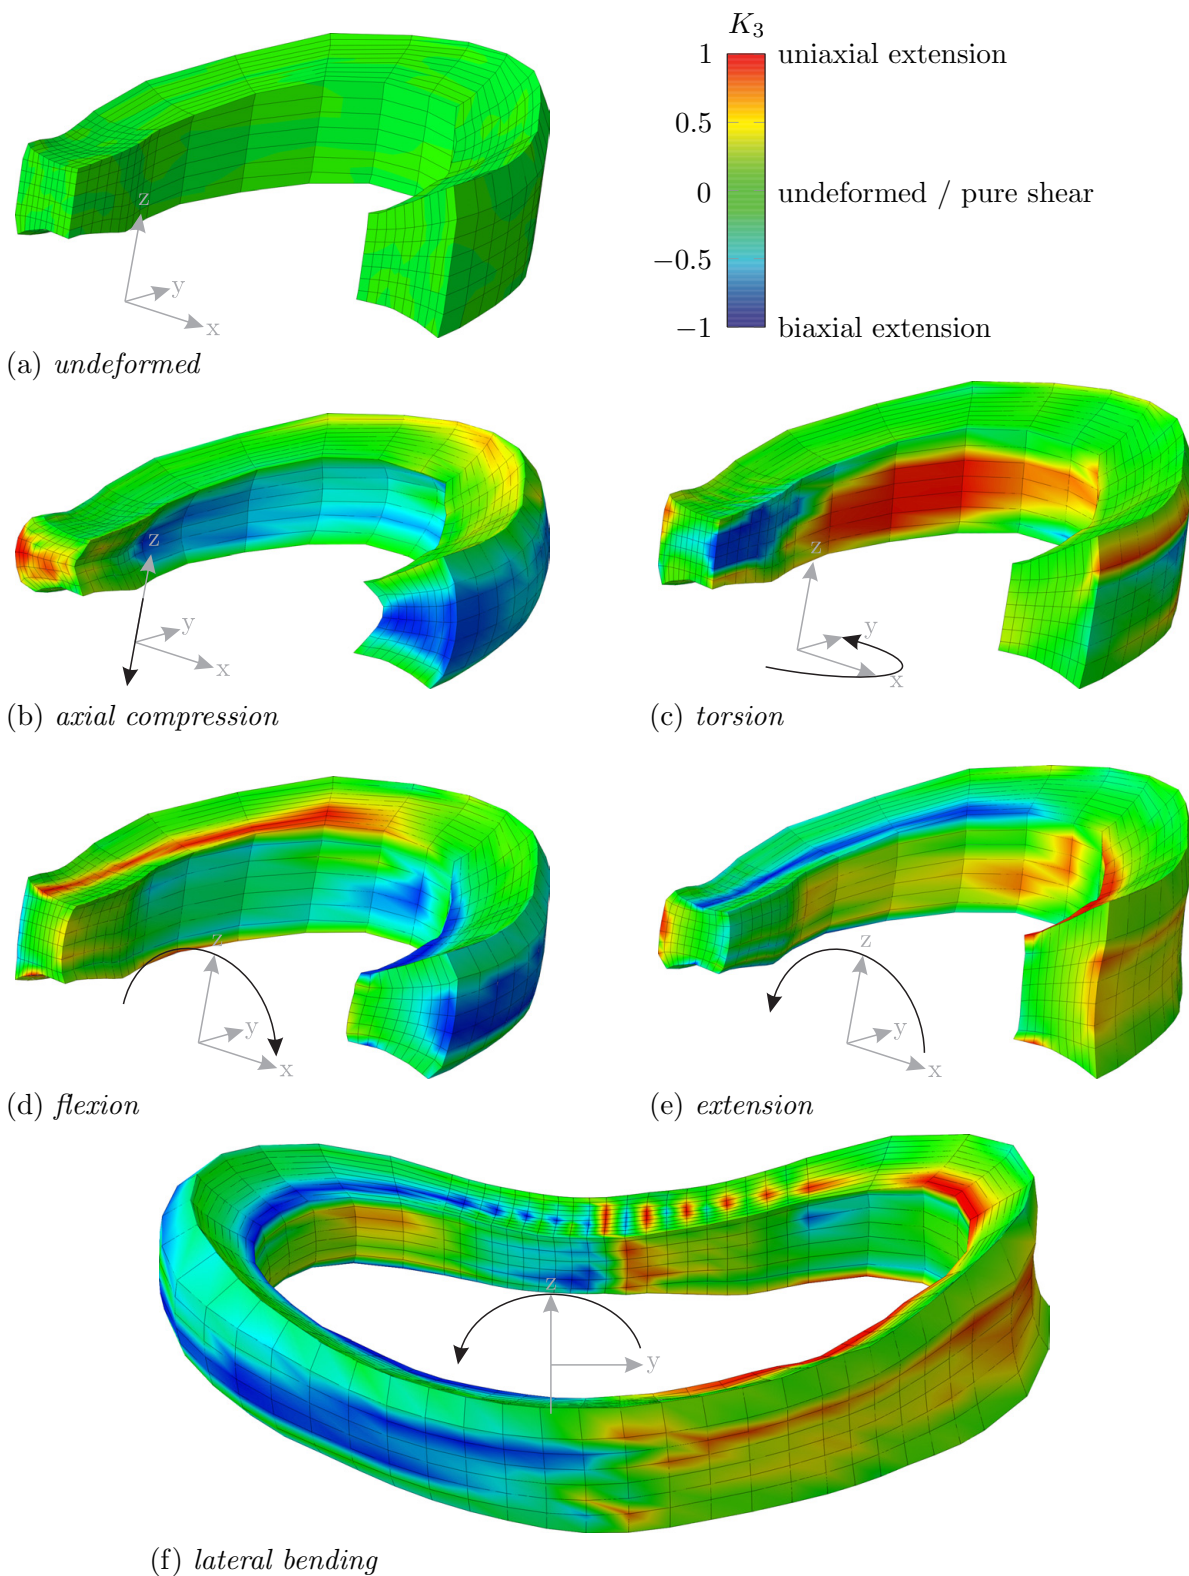 K3
1 uniaxial extension
0.5
0 undeformed / pure shear
−0.5
−1 biaxial extension
z
y
x
(a) undeformed
z
y
x
(b) axial compression
z
y
x
(c) torsion
z
y
x
(d) flexion
z
y
x
(e) extension
z
y
(f) lateral bending